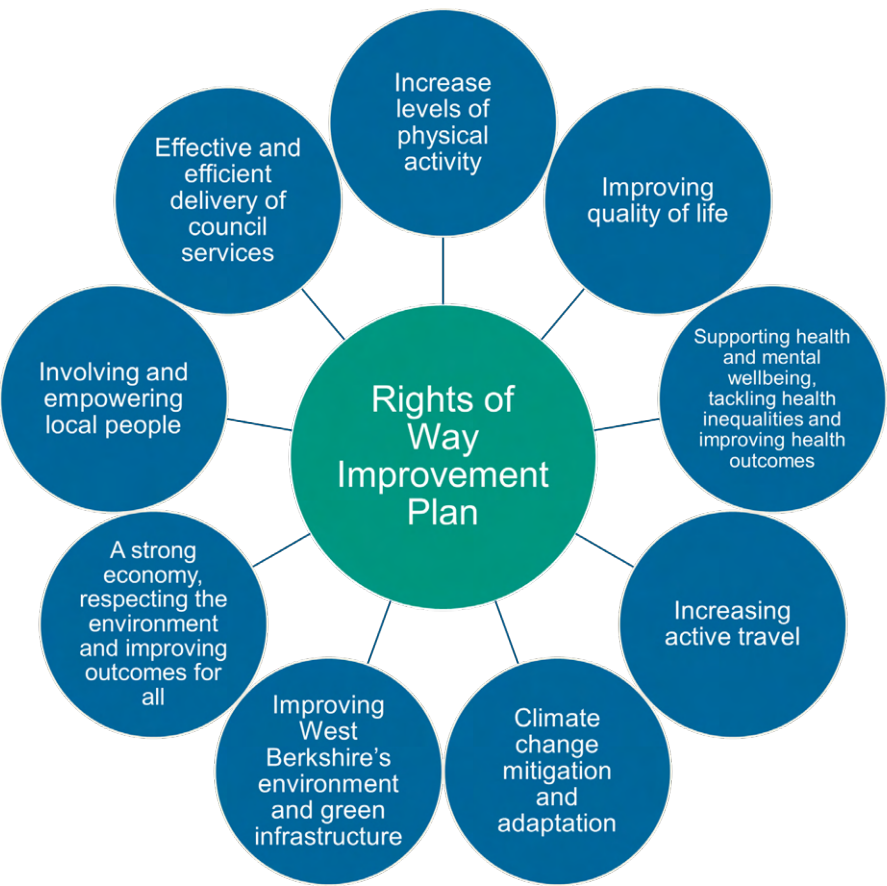 Increase
levels of
physical
activity
Improving
quality of life
Supporting health
and mental
wellbeing,
tackling health
inequalities and
improving health
outcomes
Increasing
active travel
Climate
change
mitigation
and
adaptation
Improving
West
Berkshire’s
environment
and green
infrastructure
A strong
economy,
respecting the
environment
and improving
outcomes for
all
Involving and
empowering
local people
Effective and
efficient
delivery of
council
services
Rights of
Way
Improvement
Plan